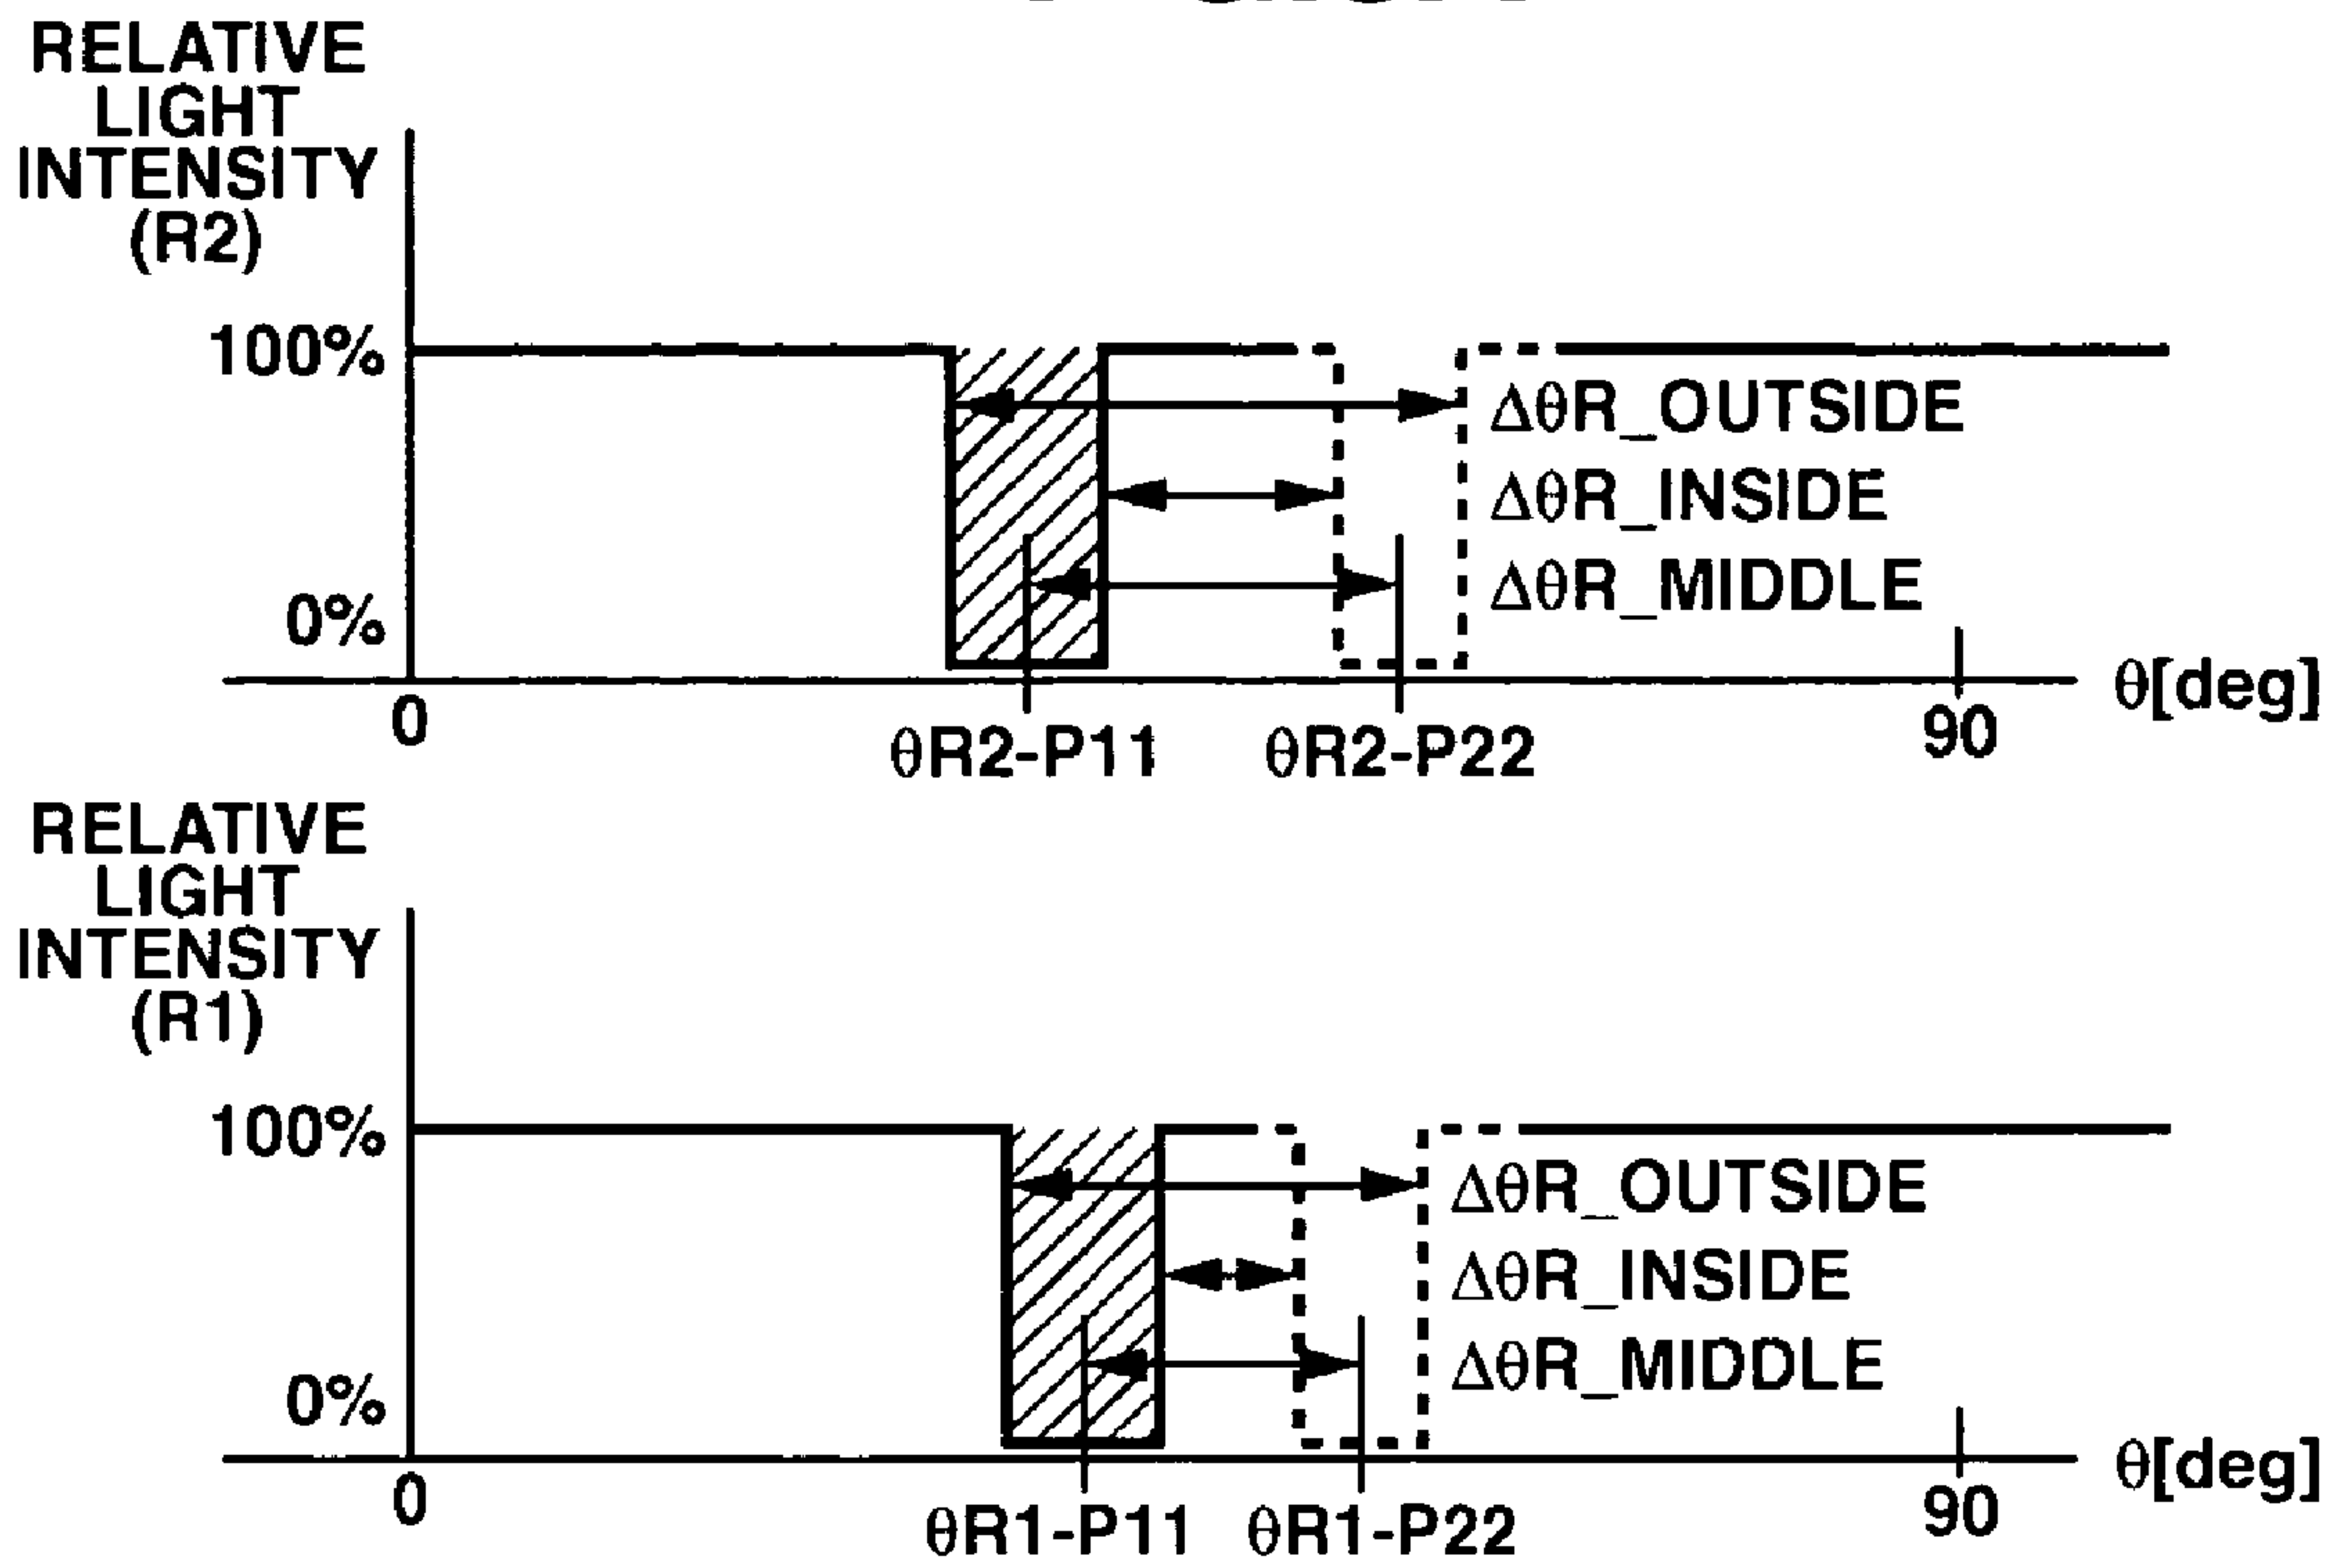 RELATIVE
LIGHT
INTENSITY
(R2)
100%
ΔθR_OUTSIDE
ΔθR_INSIDE
ΔθR_MIDDLE
0%
θ[deg]
0
90
θR2-P11
θR2-P22
RELATIVE
LIGHT
INTENSITY
(R1)
100%
ΔθR_OUTSIDE
ΔθR_INSIDE
ΔθR_MIDDLE
0%
θ[deg]
0
90
θR1-P11
θR1-P22